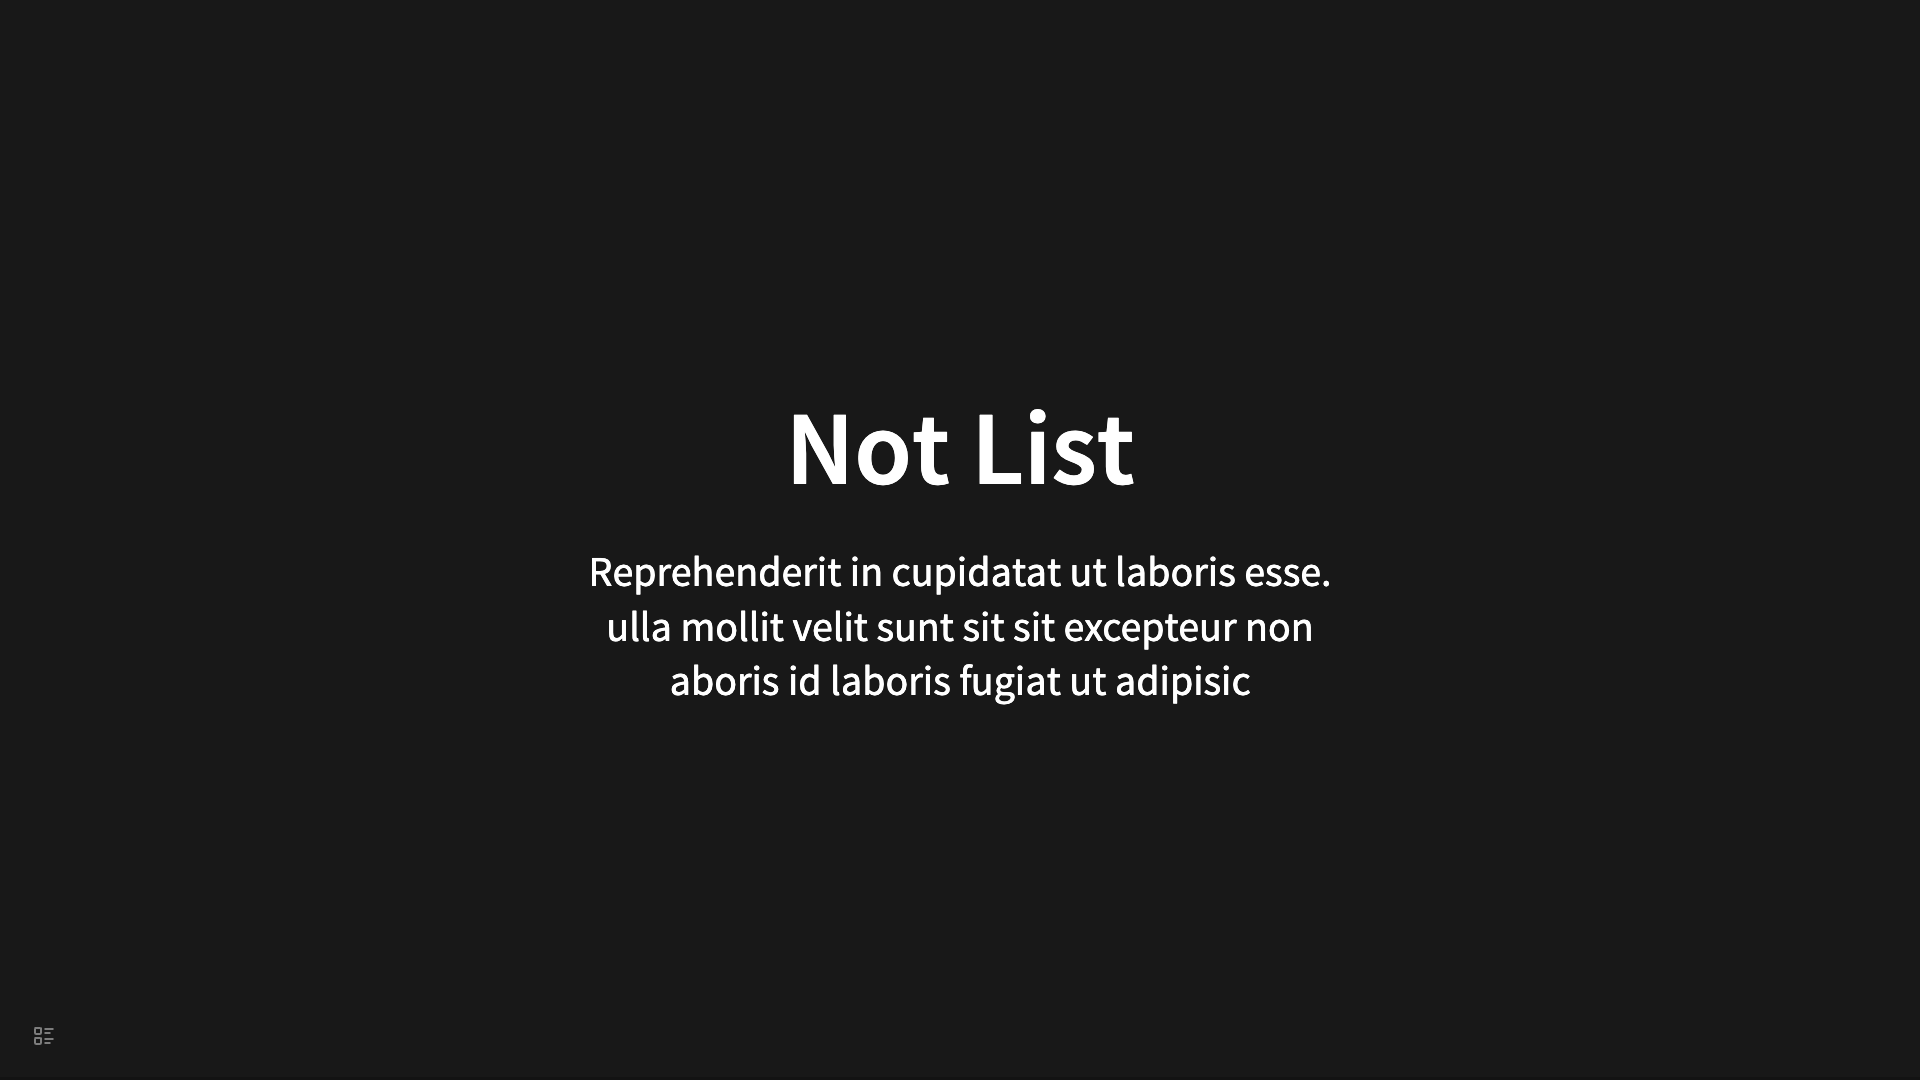 Not List
Reprehenderit in cupidatat ut laboris esse.
ulla mollit velit sunt sit sit excepteur non
aboris id laboris fugiat ut adipisic